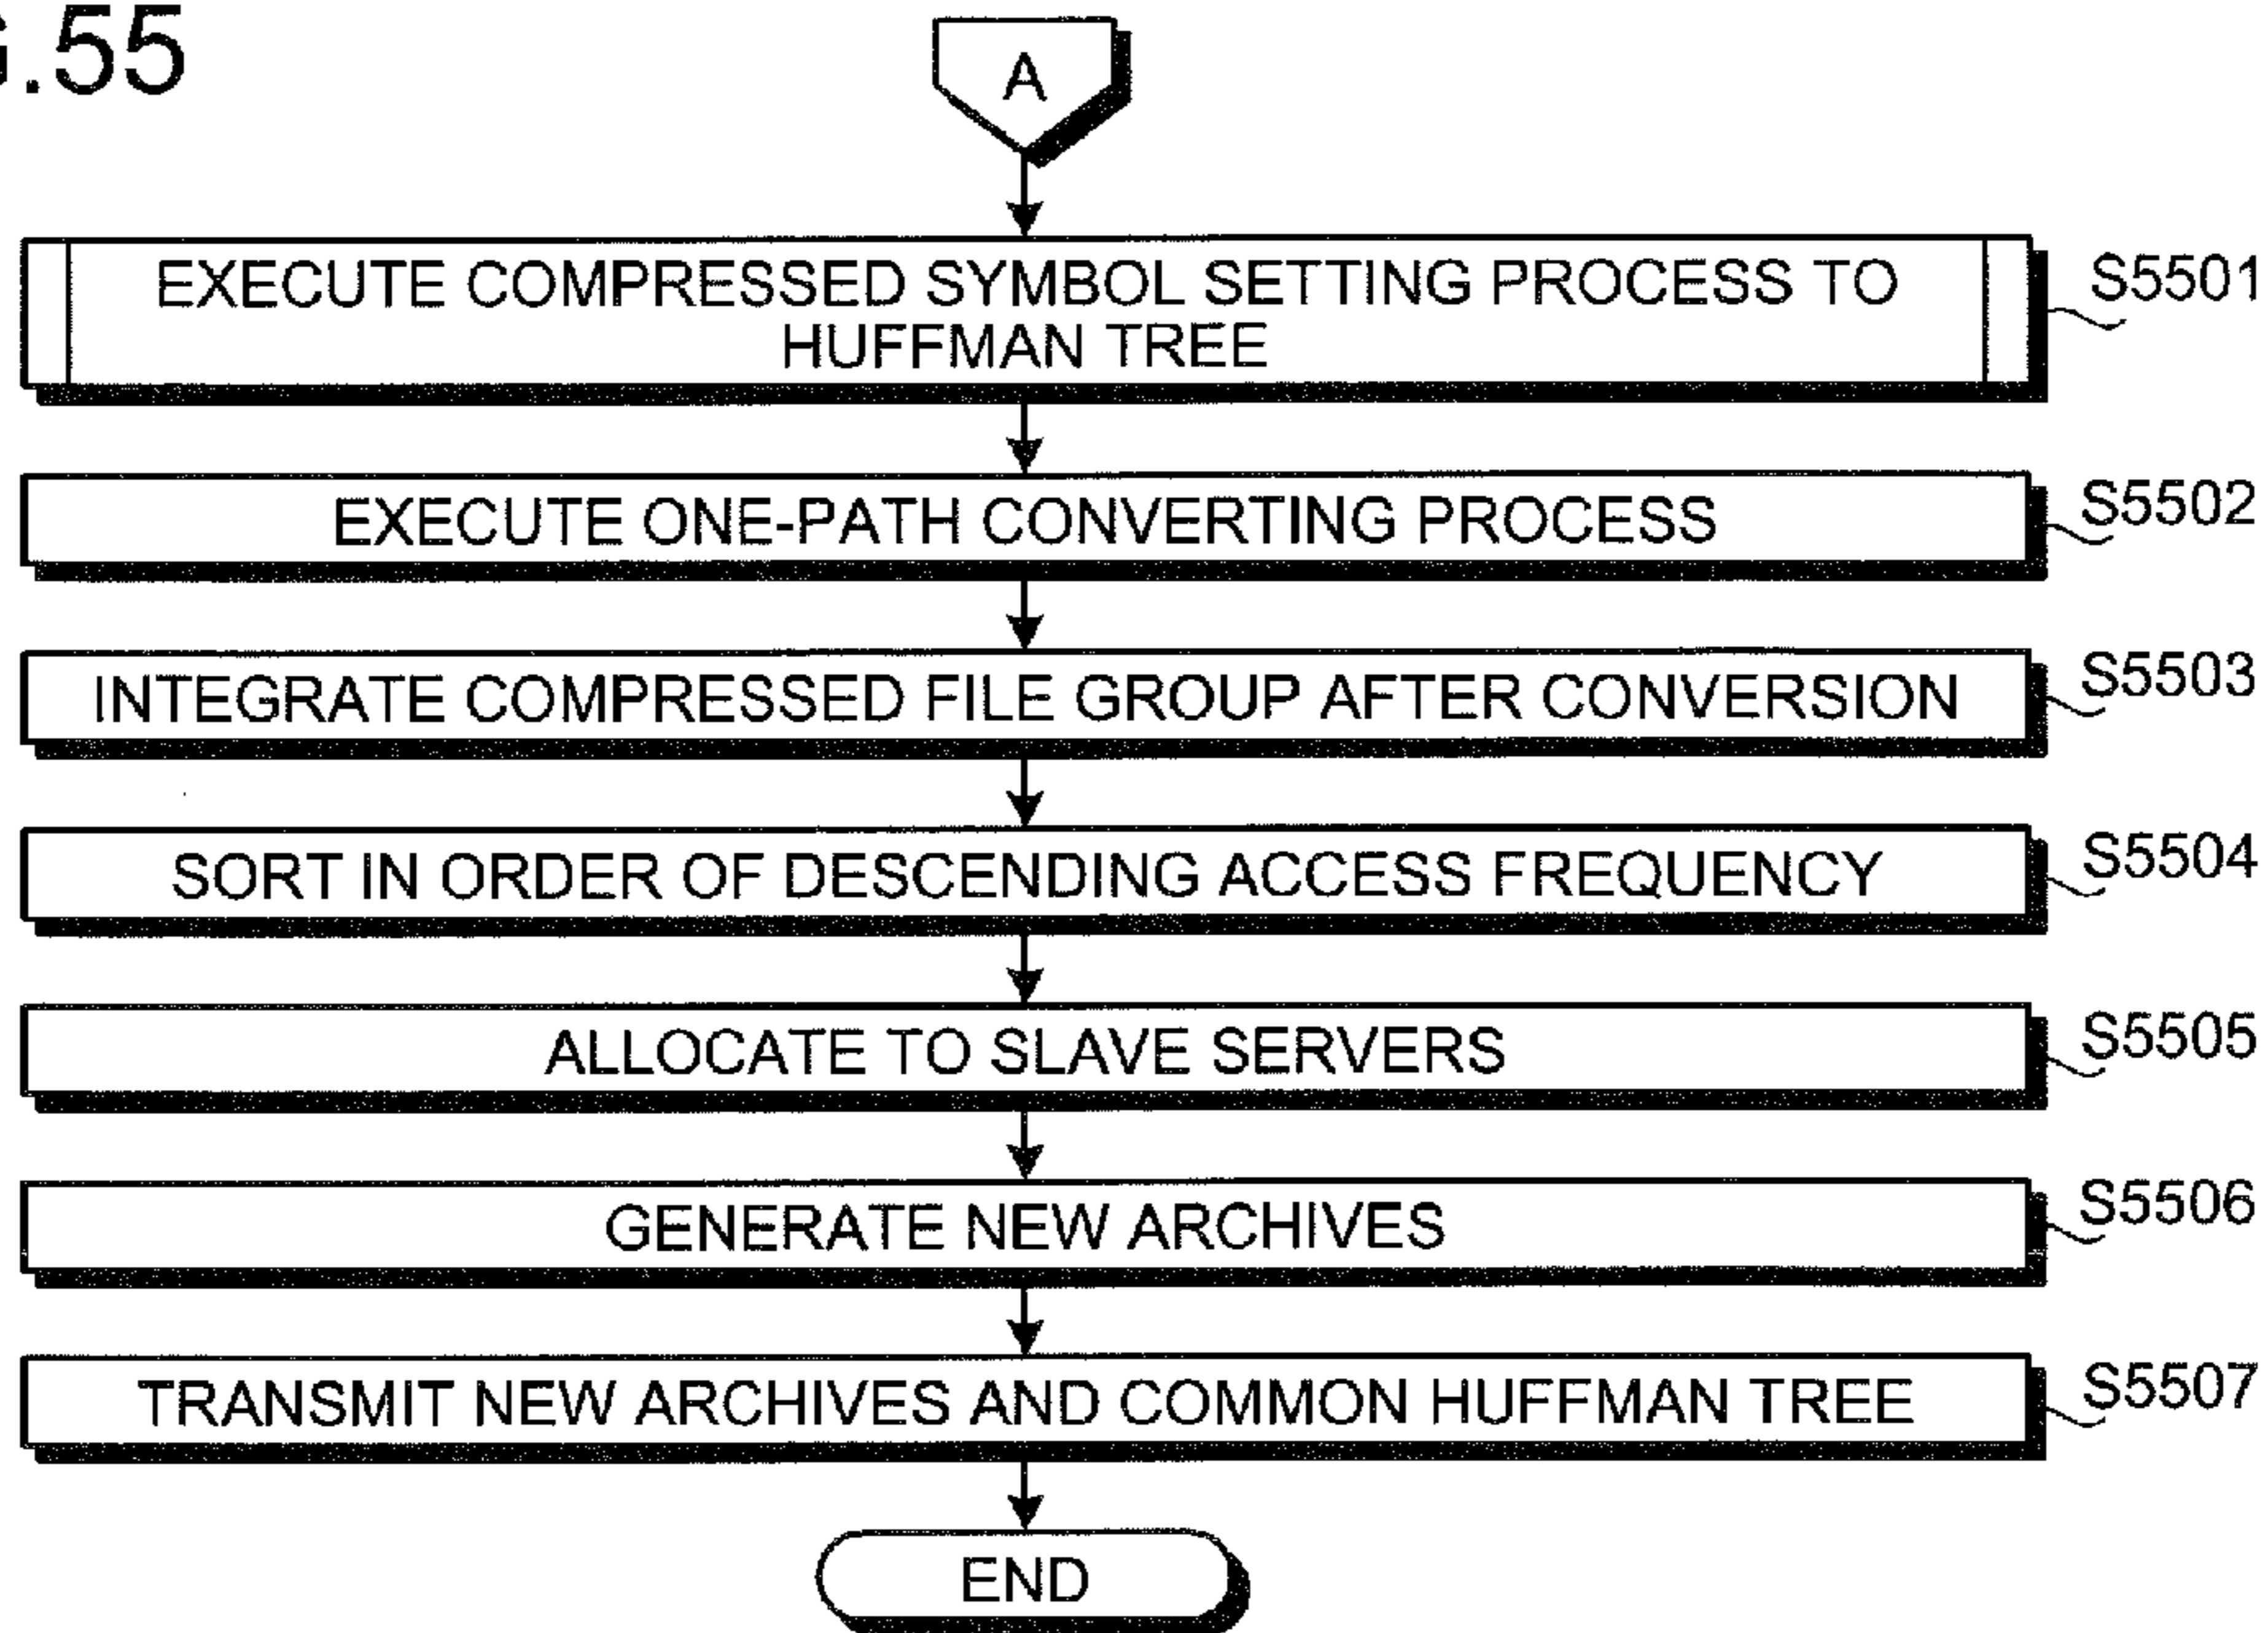 G.55
A
EXECUTE COMPRESSED SYMBOL SETTING PROCESS TO
HUFFMAN TREE
S5501
EXECUTE ONE-PATH CONVERTING PROCESS
S5502
INTEGRATE COMPRESSED FILE GROUP AFTER CONVERSION
S5503
SORT IN ORDER OF DESCENDING ACCESS FREQUENCY
S5504
ALLOCATE TO SLAVE SERVERS
S5505
GENERATE NEW ARCHIVES
S5506
TRANSMIT NEW ARCHIVES AND COMMON HUFFMAN TREE
S5507
END